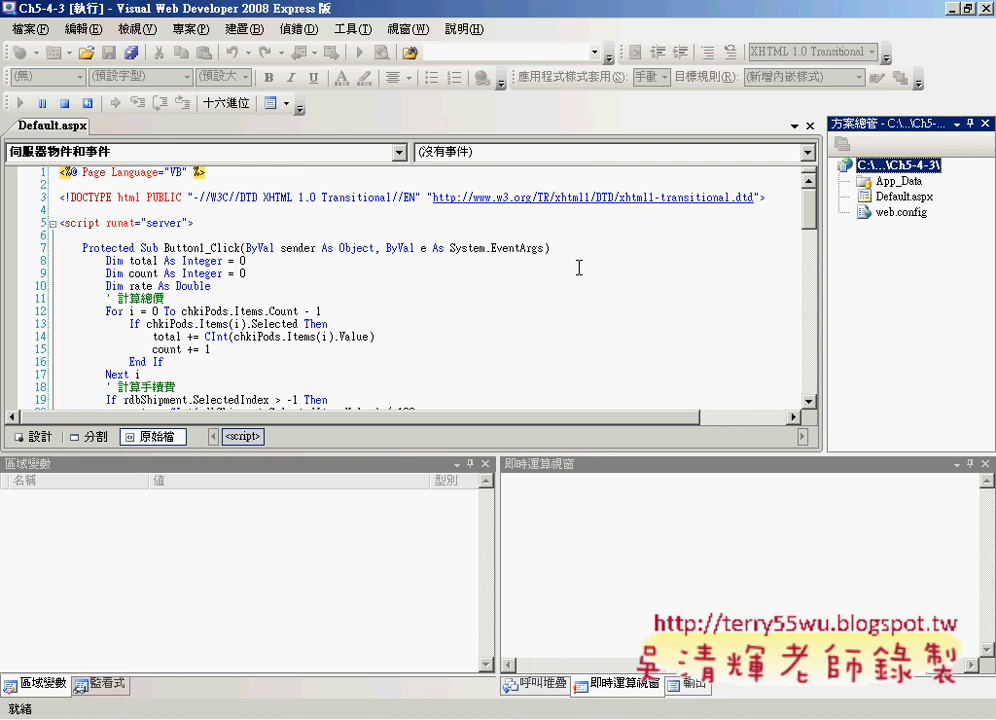 Ch5-4-3 [執行] - Visual Web Developer 2008 Express 版
檔案(F) 編輯(E) 檢視(V) 專案(P) 建置(B) 偵錯(D) 工具(T) 視窗(W) 說明(H)
XHTML 1.0 Transitional
(無) (預設字型) (預設大 B I U A 應用程式樣式套用(S): 手動 目標規則(R): (新增內嵌樣式)
十六進位
Default.aspx
伺服器物件和事件 (沒有事件)
1 <%@ Page Language="VB" %>
2
3 <!DOCTYPE html PUBLIC "-//W3C//DTD XHTML 1.0 Transitional//EN" "http://www.w3.org/TR/xhtml1/DTD/xhtml1-transitional.dtd">
4
5 <script runat="server">
6
7 Protected Sub Button1_Click(ByVal sender As Object, ByVal e As System.EventArgs)
8 Dim total As Integer = 0
9 Dim count As Integer = 0
10 Dim rate As Double
11 ' 計算總價
12 For i = 0 To chkiPods.Items.Count - 1
13 If chkiPods.Items(i).Selected Then
14 total += CInt(chkiPods.Items(i).Value)
15 count += 1
16 End If
17 Next i
18 ' 計算手續費
19 If rdbShipment.SelectedIndex > -1 Then
設計 分割 原始檔 <script>
方案總管 - C:\...\Ch5-...
C:\...\Ch5-4-3\
App_Data
Default.aspx
web.config
區域變數
名稱 值 型別
即時運算視窗
區域變數 監看式
呼叫堆疊 即時運算視窗 輸出
就緒
http://terry55wu.blogspot.tw
吳清輝老師錄製